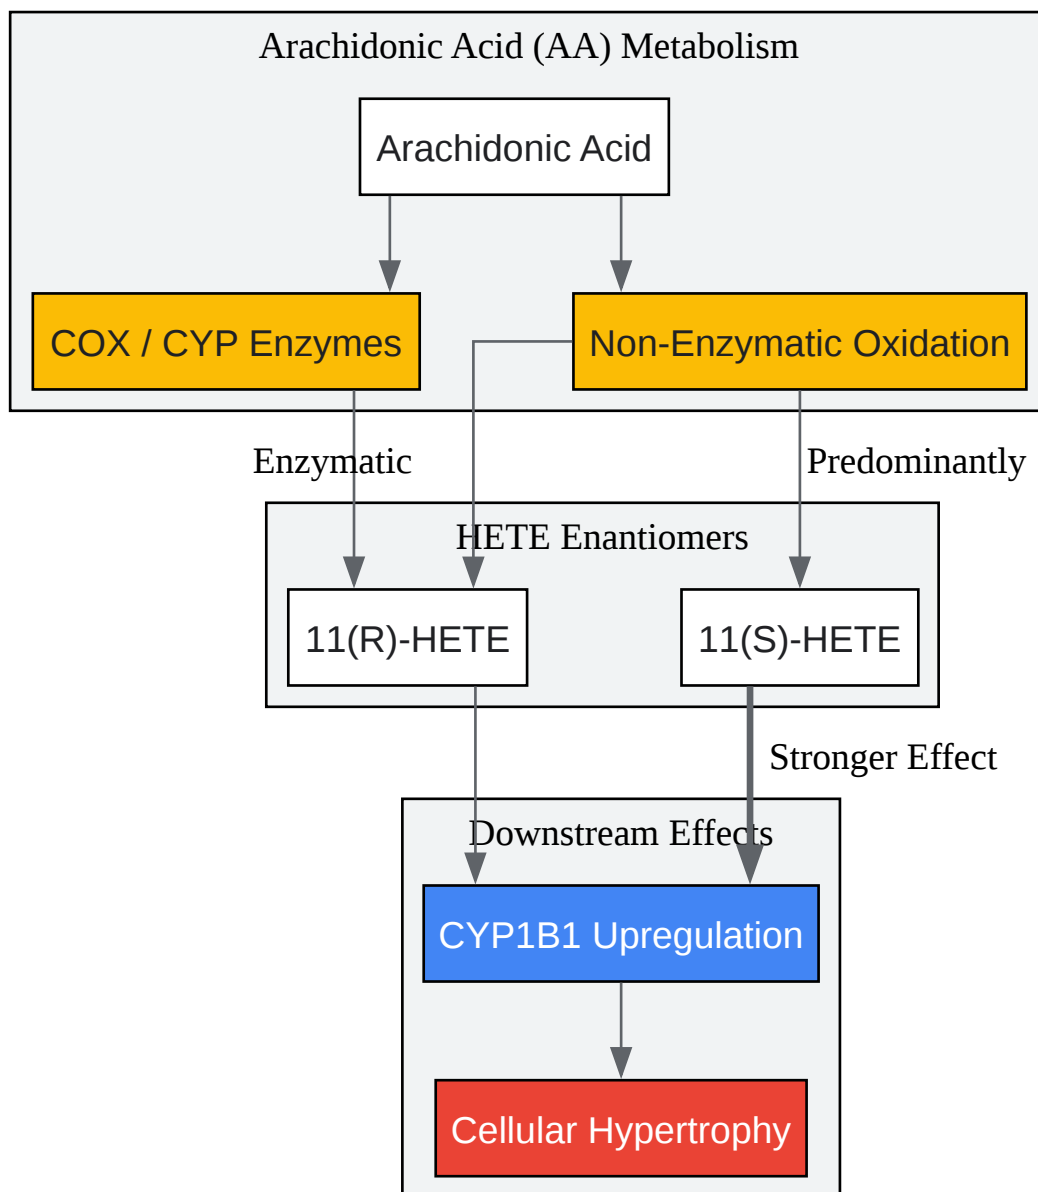 Arachidonic Acid (AA) Metabolism
Arachidonic Acid
COX / CYP Enzymes
Non-Enzymatic Oxidation
Enzymatic
Predominantly
HETE Enantiomers
11(R)-HETE
11(S)-HETE
Stronger Effect
Downstream Effects
CYP1B1 Upregulation
Cellular Hypertrophy